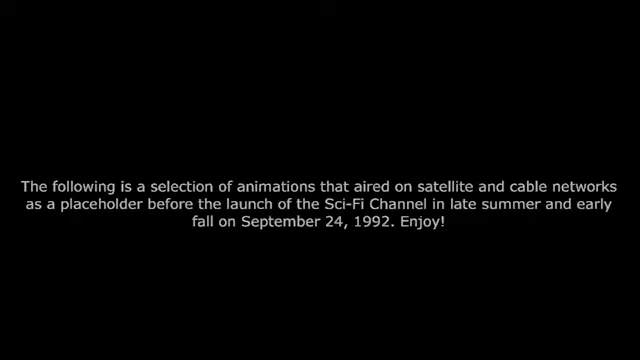 The following is a selection of animations that aired on satellite and cable networks
as a placeholder before the launch of the Sci-Fi Channel in late summer and early
fall on September 24, 1992. Enjoy!